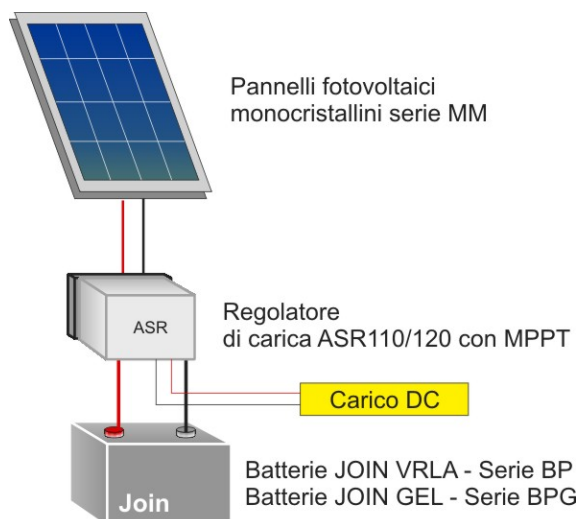 Pannelli fotovoltaici
monocristallini serie MM
ASR
Regolatore
di carica ASR110/120 con MPPT
Carico DC
Batterie JOIN VRLA - Serie BP
Batterie JOIN GEL - Serie BPG
Join